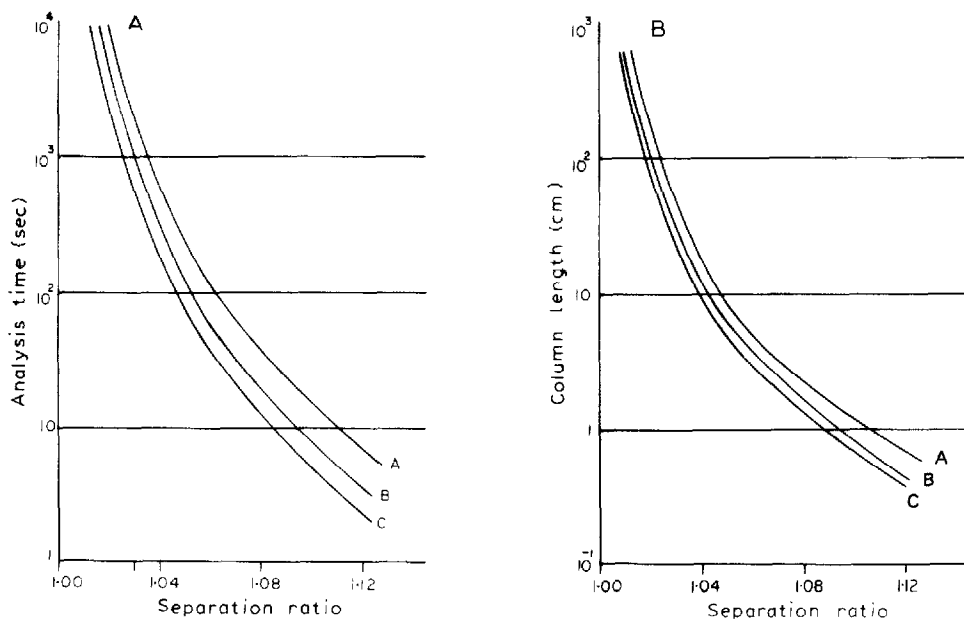 A
Analysis time (sec)
10⁴
10³
10²
10
1
A
B
C
1·00
1·04
1·08
1·12
Separation ratio
B
Column length (cm)
10³
10²
10
1
10⁻¹
A
B
C
1·00
1·04
1·08
1·12
Separation ratio